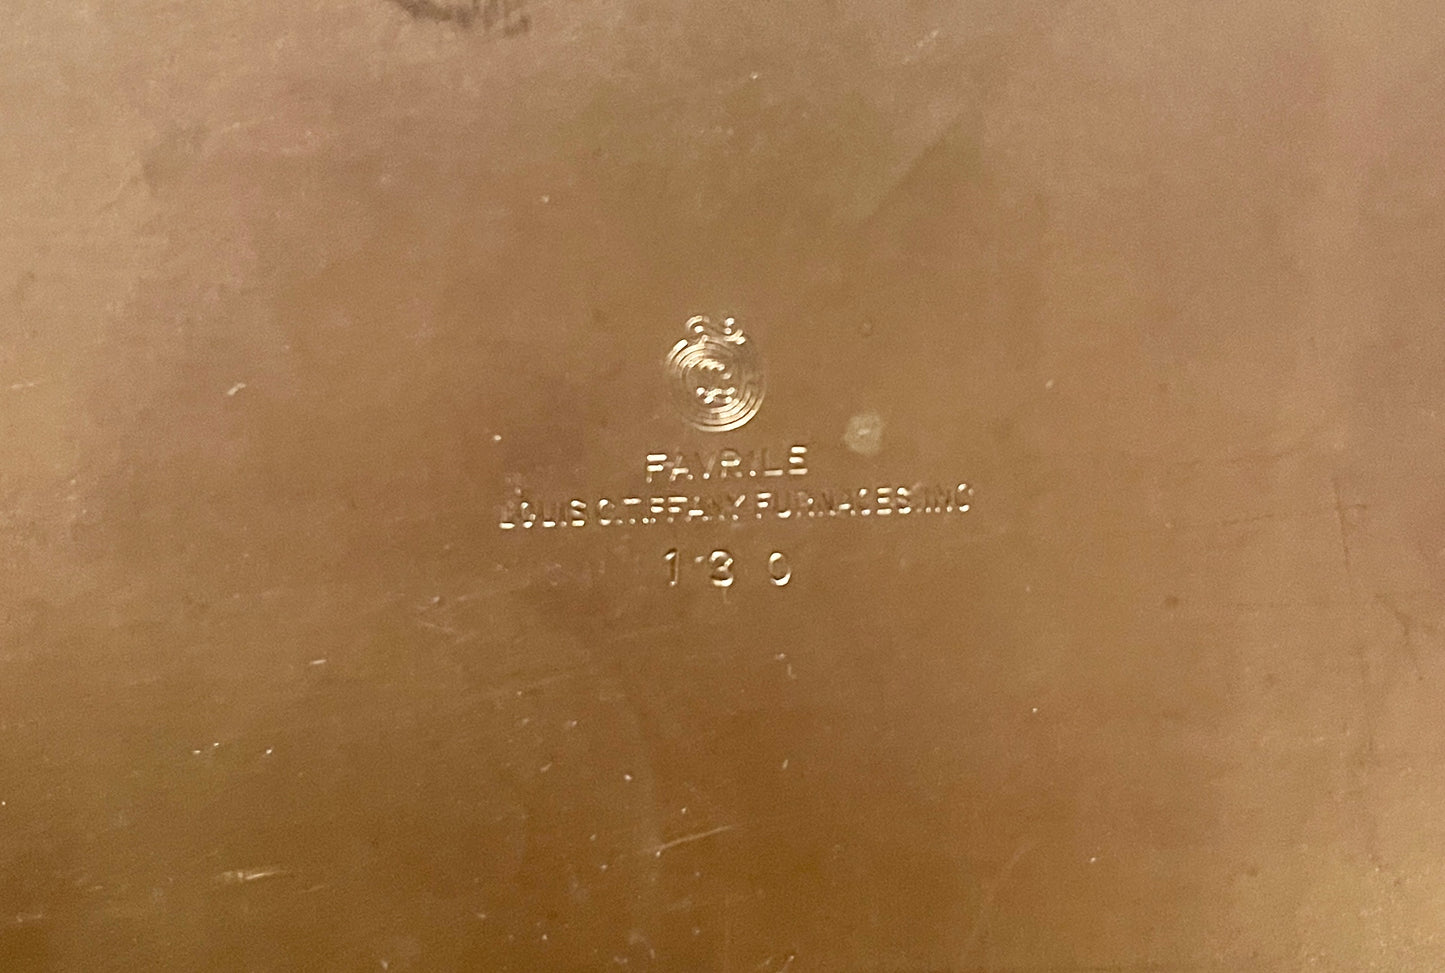 FAVRILE
LOUIS C. TIFFANY FURNACES. INC
130